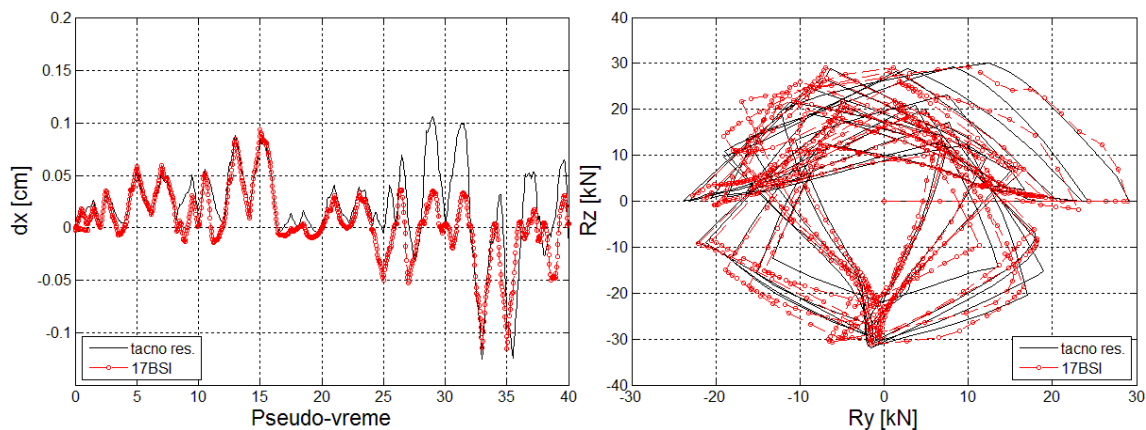 0.2
0.15
0.1
0.05
0
-0.05
-0.1
dx [cm]
0 5 10 15 20 25 30 35 40
Pseudo-vreme
tacno res.
17BSI
40
30
20
10
0
-10
-20
-30
-40
Rz [kN]
-30 -20 -10 0 10 20 30
Ry [kN]
tacno res.
17BSI